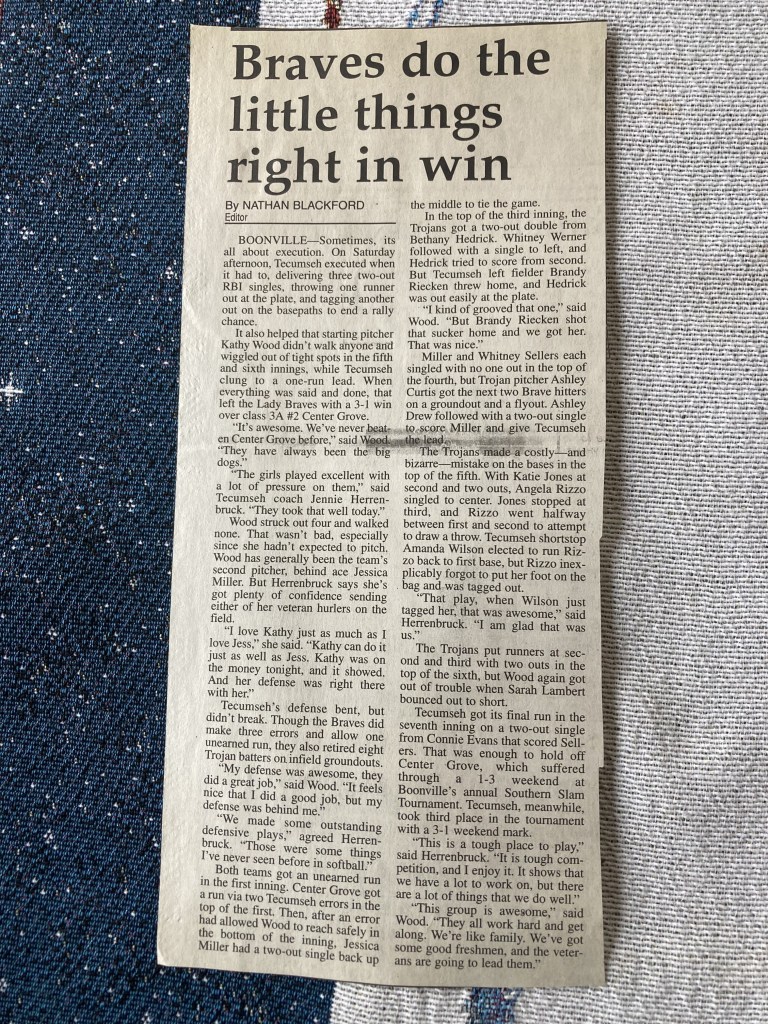 Braves do the
little things
right in win
By NATHAN BLACKFORD
Editor
BOONVILLE—Sometimes, its
all about execution. On Saturday
afternoon, Tecumseh executed when
it had to, delivering three two-out
RBI singles, throwing one runner
out at the plate, and tagging another
out on the basepaths to end a rally
chance.
It also helped that starting pitcher
Kathy Wood didn't walk anyone and
wiggled out of tight spots in the fifth
and sixth innings, while Tecumseh
clung to a one-run lead. When
everything was said and done, that
left the Lady Braves with a 3-1 win
over class 3A #2 Center Grove.
"It's awesome. We've never beat-
en Center Grove before," said Wood.
"They have always been the big
dogs."
"The girls played excellent with
a lot of pressure on them," said
Tecumseh coach Jennie Herren-
bruck. "They took that well today."
Wood struck out four and walked
none. That wasn't bad, especially
since she hadn't expected to pitch.
Wood has generally been the team's
second pitcher, behind ace Jessica
Miller. But Herrenbruck says she's
got plenty of confidence sending
either of her veteran hurlers on the
field.
"I love Kathy just as much as I
love Jess," she said. "Kathy can do it
just as well as Jess. Kathy was on
the money tonight, and it showed.
And her defense was right there
with her."
Tecumseh's defense bent, but
didn't break. Though the Braves did
make three errors and allow one
unearned run, they also retired eight
Trojan batters on infield groundouts.
"My defense was awesome, they
did a great job," said Wood. "It feels
nice that I did a good job, but my
defense was behind me."
"We made some outstanding
defensive plays," agreed Herren-
bruck. "Those were some things
I've never seen before in softball."
Both teams got an unearned run
in the first inning. Center Grove got
a run via two Tecumseh errors in the
top of the first. Then, after an error
had allowed Wood to reach safely in
the bottom of the inning, Jessica
Miller had a two-out single back up
the middle to tie the game.
In the top of the third inning, the
Trojans got a two-out double from
Bethany Hedrick. Whitney Werner
followed with a single to left, and
Hedrick tried to score from second.
But Tecumseh left fielder Brandy
Riecken threw home, and Hedrick
was out easily at the plate.
"I kind of grooved that one," said
Wood. "But Brandy Riecken shot
that sucker home and we got her.
That was nice."
Miller and Whitney Sellers each
singled with no one out in the top of
the fourth, but Trojan pitcher Ashley
Curtis got the next two Brave hitters
on a groundout and a flyout. Ashley
Drew followed with a two-out single
to score Miller and give Tecumseh
the lead.
The Trojans made a costly—and
bizarre—mistake on the bases in the
top of the fifth. With Katie Jones at
second and two outs, Angela Rizzo
singled to center. Jones stopped at
third, and Rizzo went halfway
between first and second to attempt
to draw a throw. Tecumseh shortstop
Amanda Wilson elected to run Riz-
zo back to first base, but Rizzo inex-
plicably forgot to put her foot on the
bag and was tagged out.
"That play, when Wilson just
tagged her, that was awesome," said
Herrenbruck. "I am glad that was
us."
The Trojans put runners at sec-
ond and third with two outs in the
top of the sixth, but Wood again got
out of trouble when Sarah Lambert
bounced out to short.
Tecumseh got its final run in the
seventh inning on a two-out single
from Connie Evans that scored Sell-
ers. That was enough to hold off
Center Grove, which suffered
through a 1-3 weekend at
Boonville's annual Southern Slam
Tournament. Tecumseh, meanwhile,
took third place in the tournament
with a 3-1 weekend mark.
"This is a tough place to play,"
said Herrenbruck. "It is tough com-
petition, and I enjoy it. It shows that
we have a lot to work on, but there
are a lot of things that we do well."
"This group is awesome," said
Wood. "They all work hard and get
along. We're like family. We've got
some good freshmen, and the veter-
ans are going to lead them."